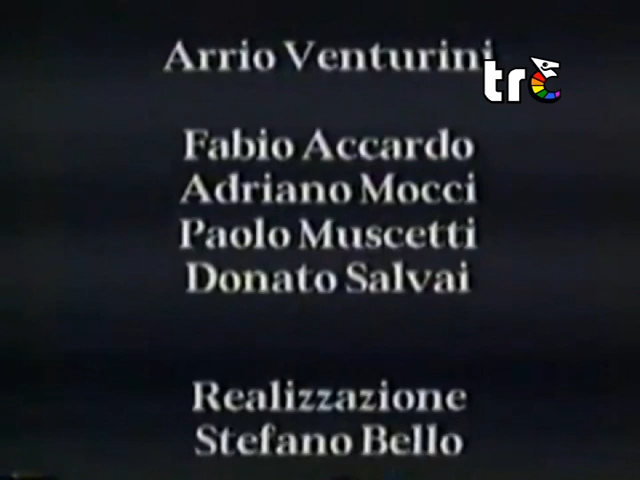 Arrio Venturini
trc
Fabio Accardo
Adriano Mocci
Paolo Muscetti
Donato Salvai
Realizzazione
Stefano Bello